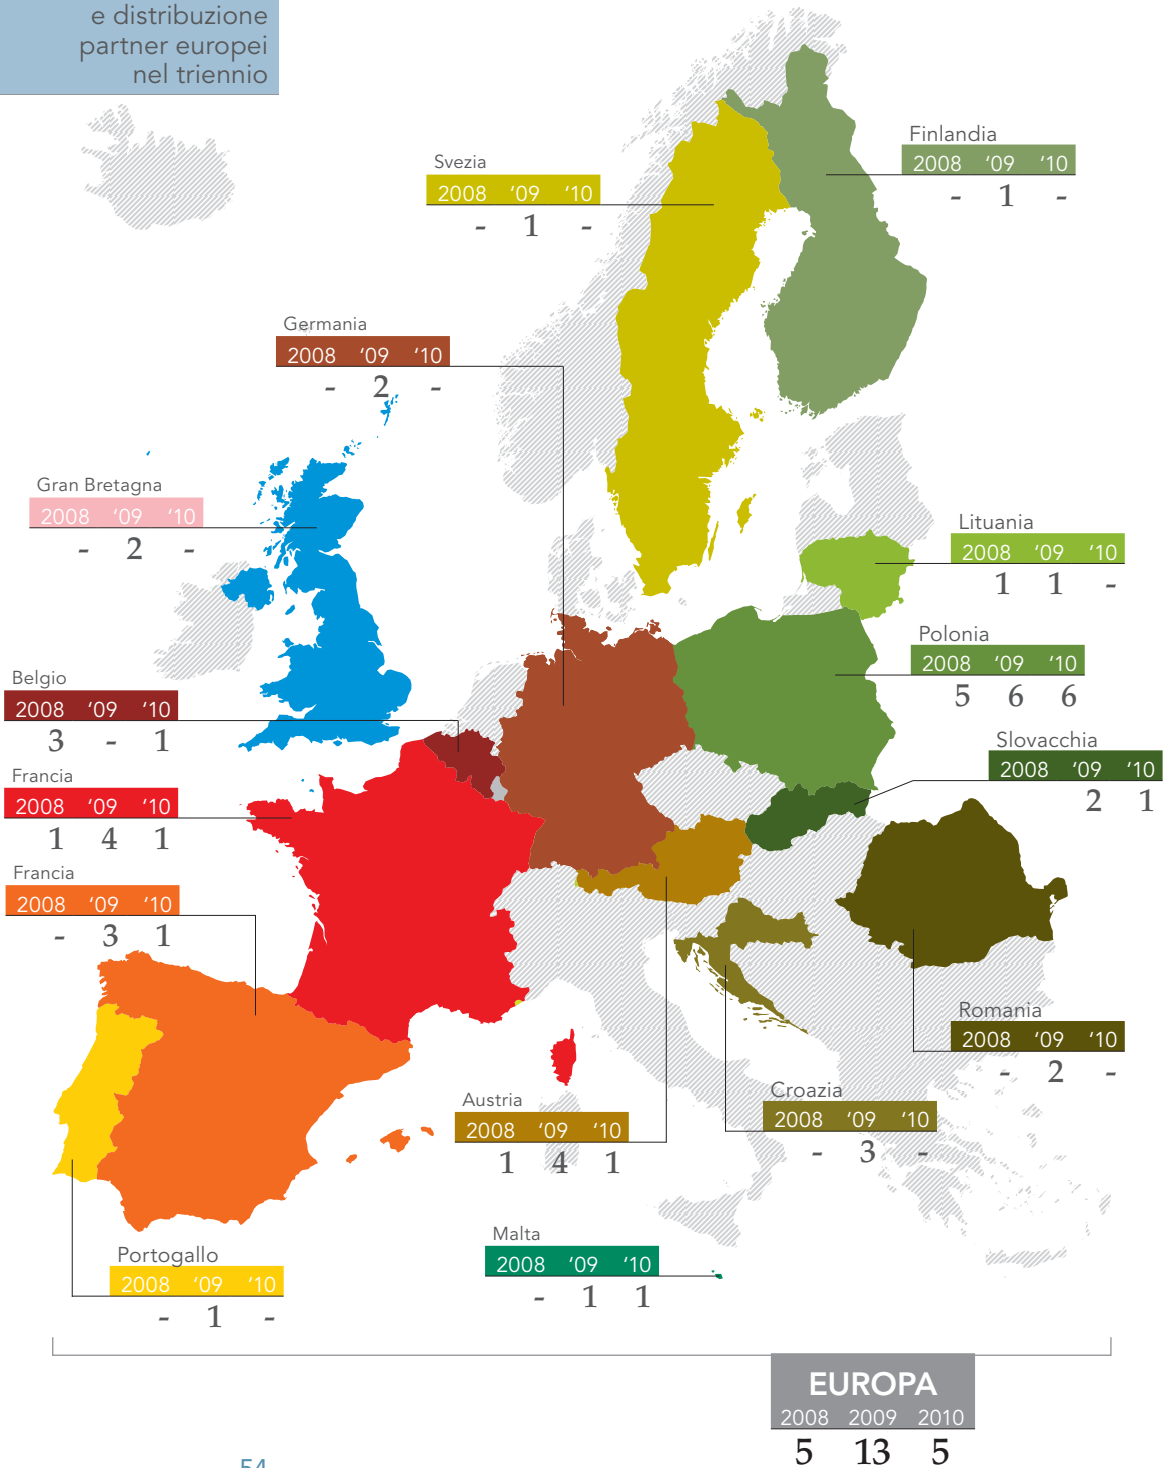 e distribuzione
partner europei
nel triennio
Finlandia
2008 '09 '10
- 1 -
Svezia
2008 '09 '10
- 1 -
Germania
2008 '09 '10
- 2 -
Gran Bretagna
2008 '09 '10
- 2 -
Lituania
2008 '09 '10
1 1 -
Polonia
2008 '09 '10
5 6 6
Belgio
2008 '09 '10
3 - 1
Slovacchia
2008 '09 '10
2 1
Francia
2008 '09 '10
1 4 1
Francia
2008 '09 '10
- 3 1
Romania
2008 '09 '10
- 2 -
Croazia
2008 '09 '10
- 3 -
Austria
2008 '09 '10
1 4 1
Malta
2008 '09 '10
- 1 1
Portogallo
2008 '09 '10
- 1 -
EUROPA
2008 2009 2010
5 13 5
54